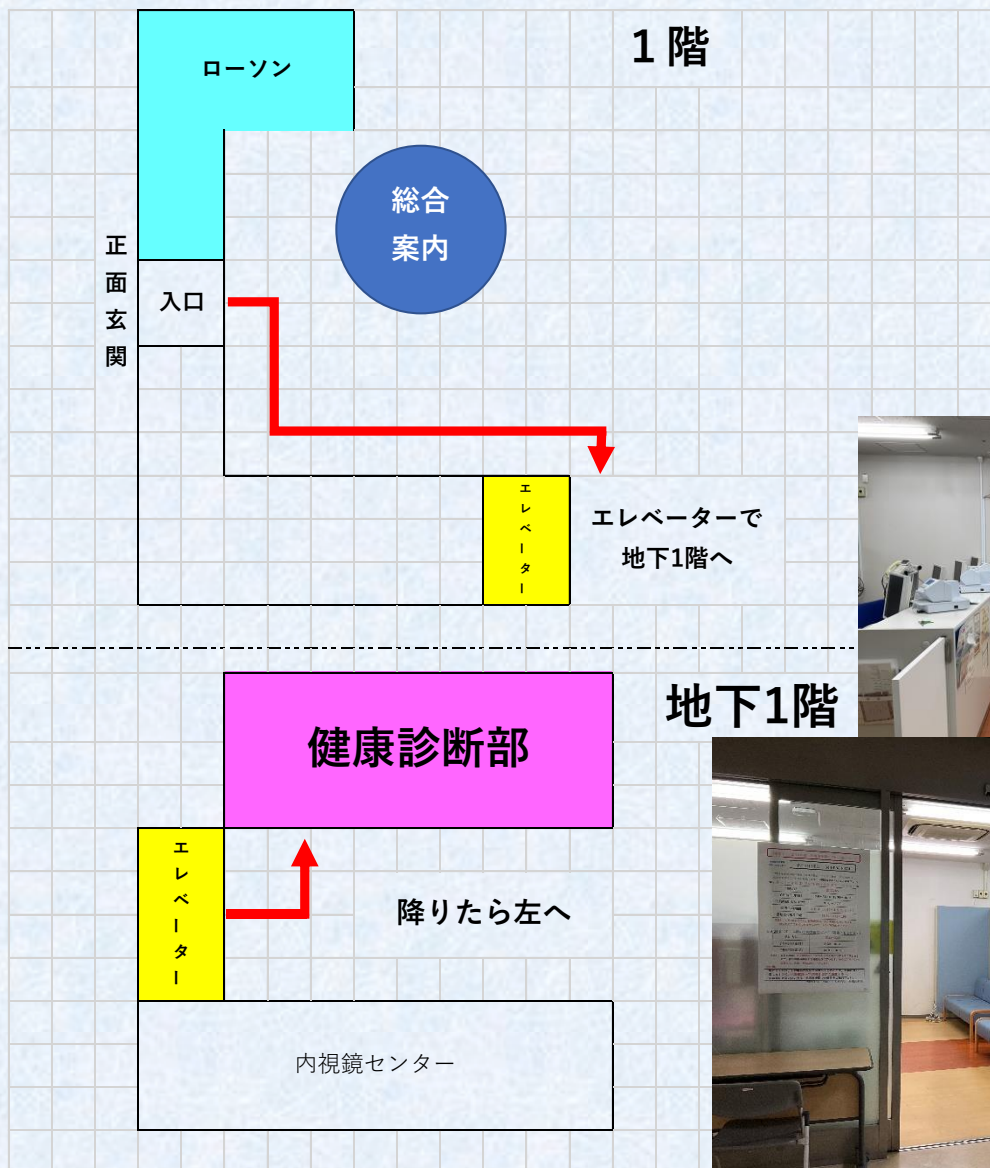 1階
ローソン
総合
案内
正面玄関
入口
エレベーター
エレベーターで
地下1階へ
地下1階
健康診断部
エレベーター
降りたら左へ
内視鏡センター